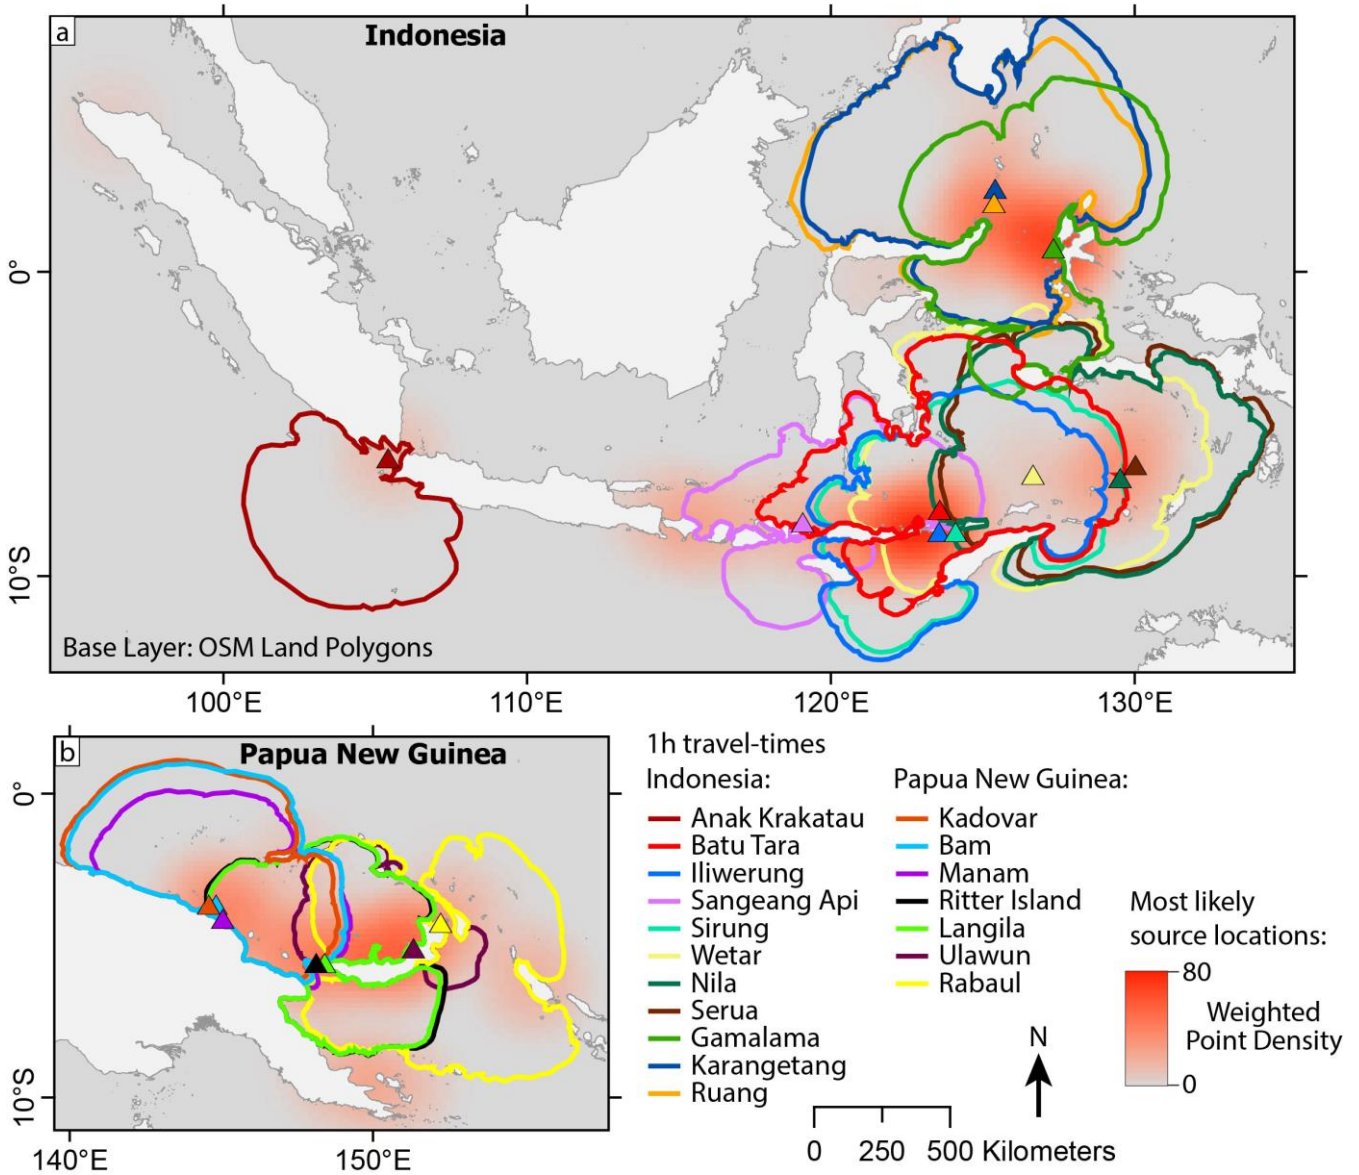 a
Indonesia
0°
10°S
Base Layer: OSM Land Polygons
100°E
110°E
120°E
130°E
140°E
150°E
b
Papua New Guinea
0°
10°S
140°E
150°E
1h travel-times
Indonesia:
Anak Krakatau
Batu Tara
Iliwerung
Sangeang Api
Sirung
Wetar
Nila
Serua
Gamalama
Karangetang
Ruang
Papua New Guinea:
Kadovar
Bam
Manam
Ritter Island
Langila
Ulawun
Rabaul
Most likely
source locations:
80
Weighted
Point Density
0
N
0
250
500 Kilometers